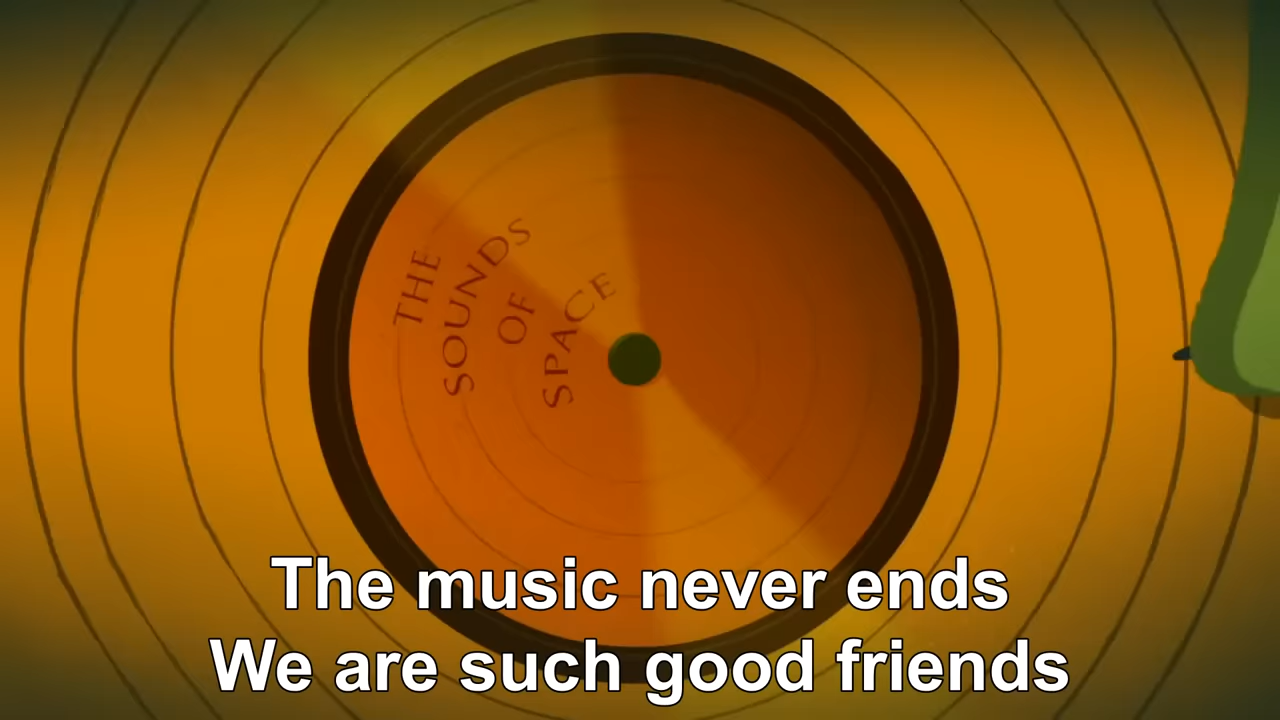 THE
SOUNDS
OF
SPACE
The music never ends
We are such good friends